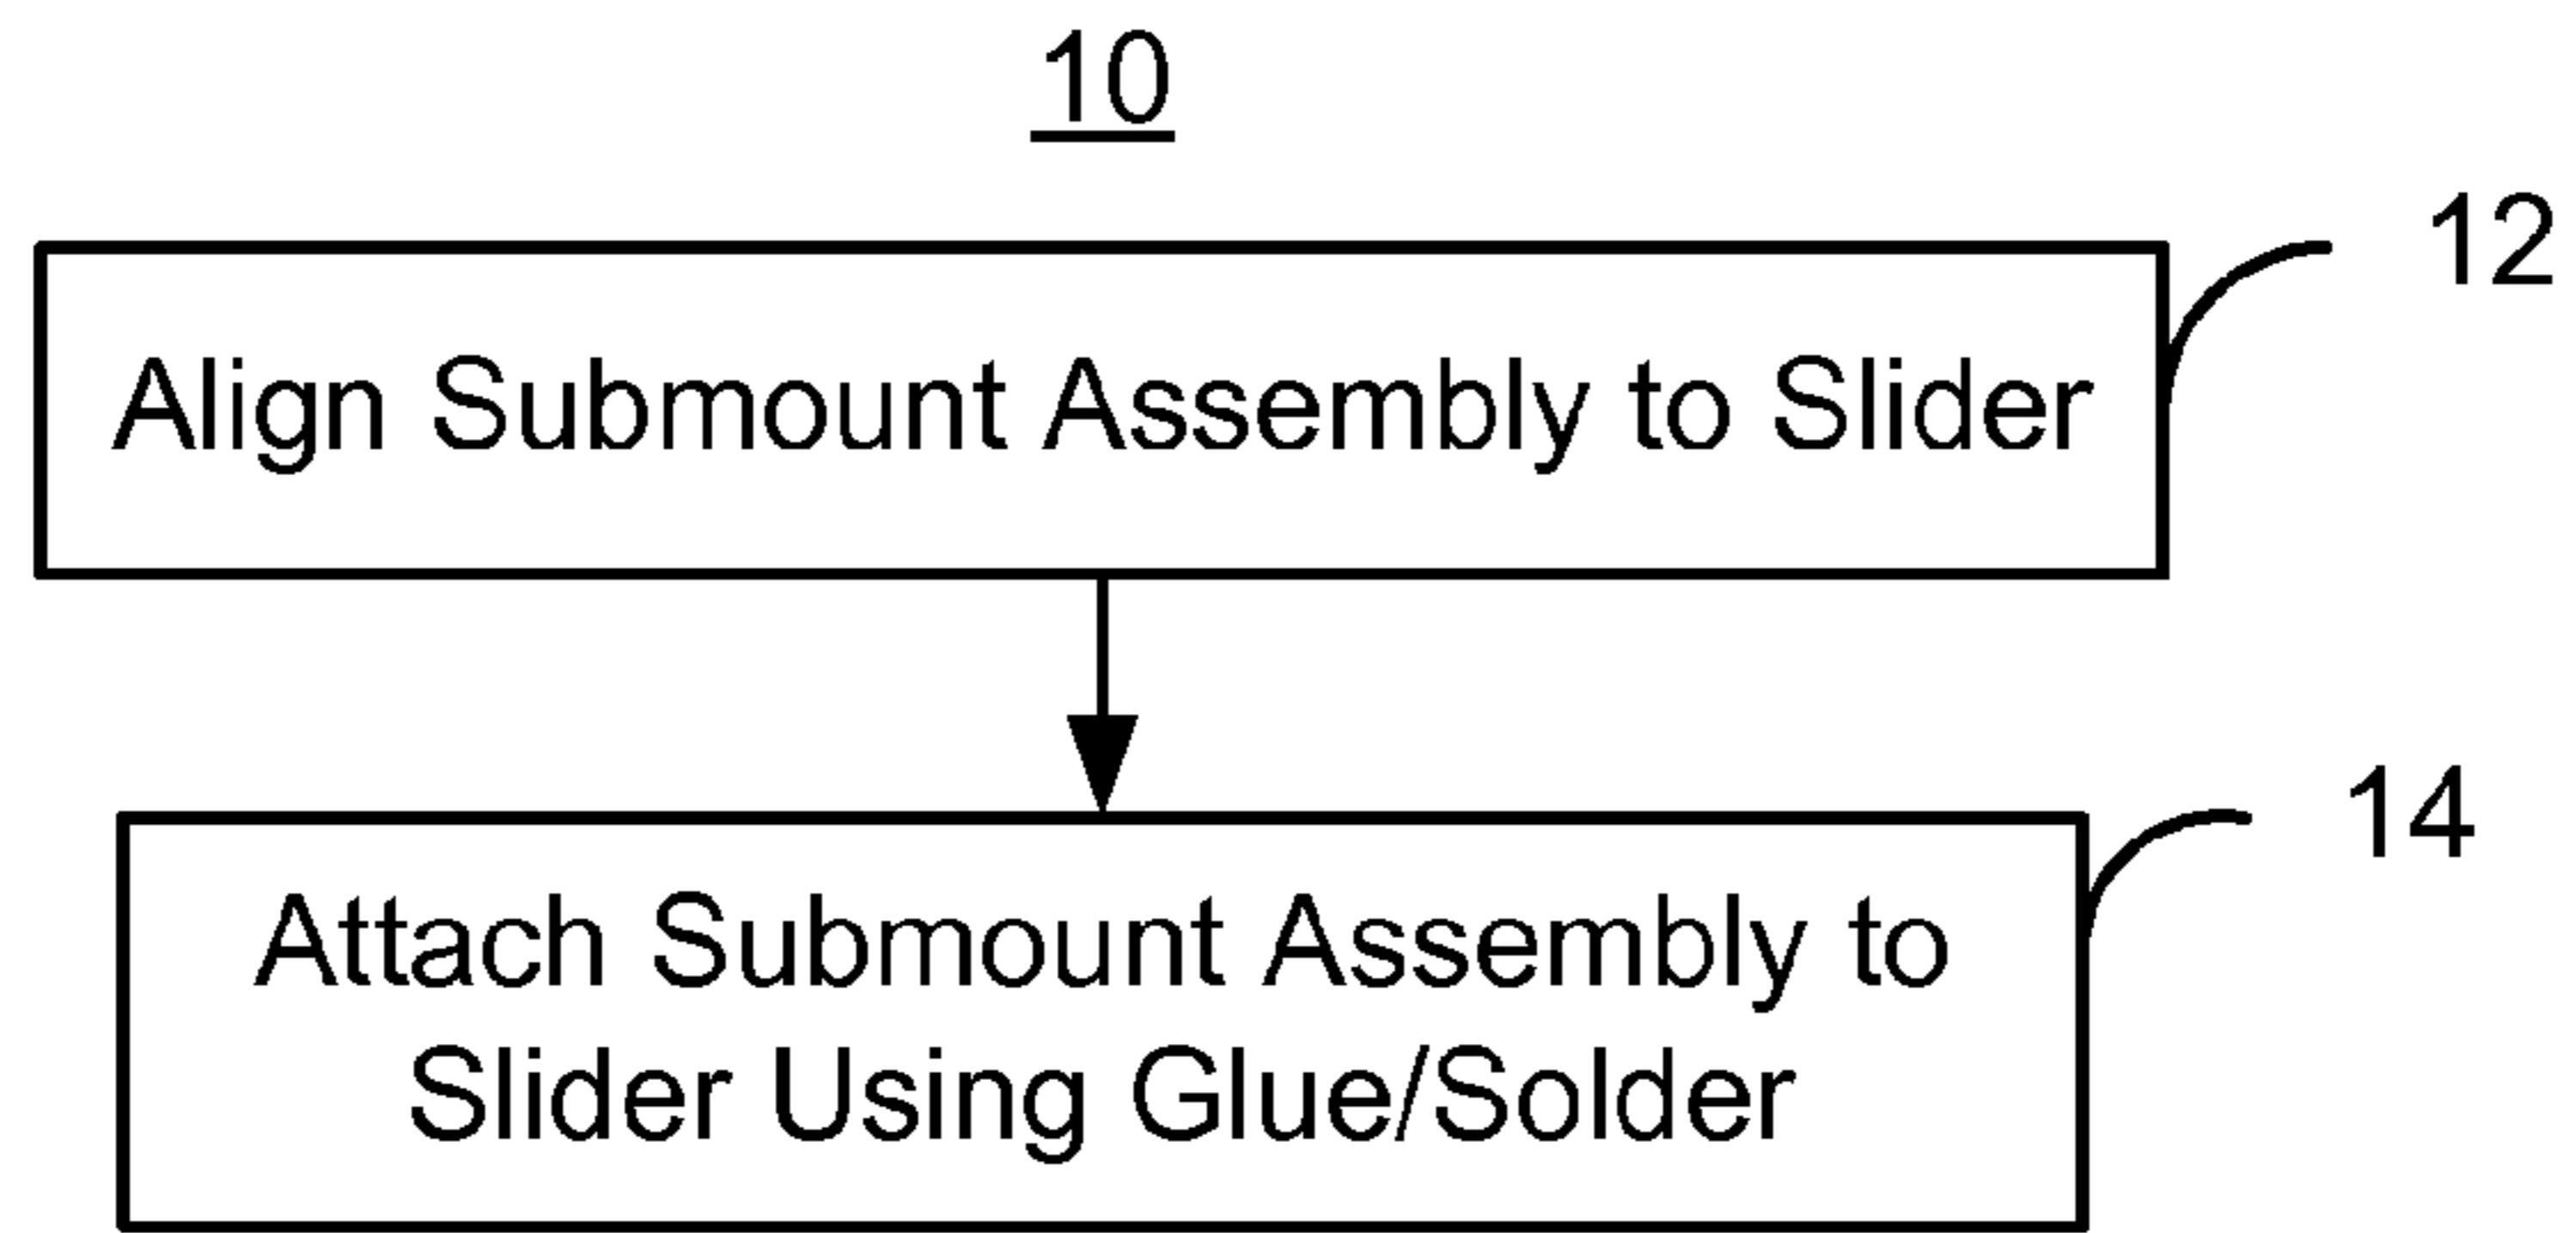 10
12
Align Submount Assembly to Slider
14
Attach Submount Assembly to
Slider Using Glue/Solder